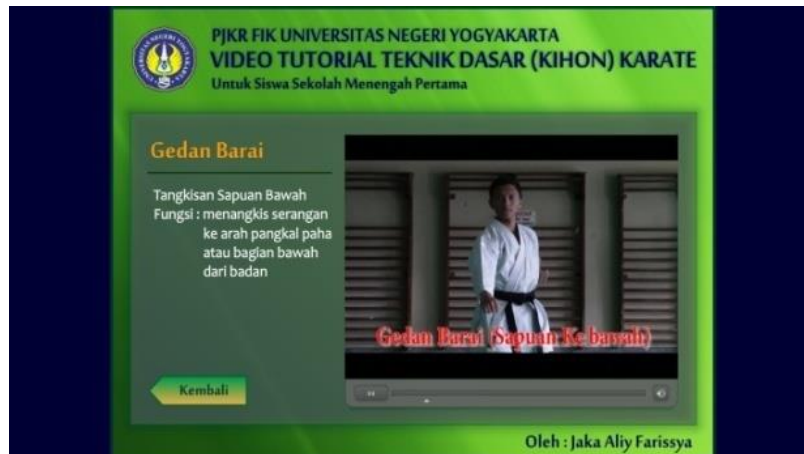 PJKR FIK UNIVERSITAS NEGERI YOGYAKARTA
VIDEO TUTORIAL TEKNIK DASAR (KIHON) KARATE
Untuk Siswa Sekolah Menengah Pertama
Gedan Barai
Tangkisan Sapuan Bawah
Fungsi : menangkis serangan
ke arah pangkal paha
atau bagian bawah
dari badan
Gedan Barai (Sapuan Ke bawah)
Kembali
Oleh : Jaka Aliy Farissya